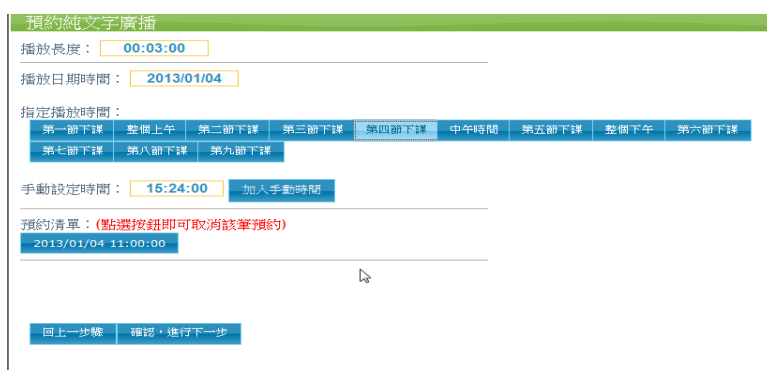 預約純文字廣播
播放長度： 00:03:00
播放日期時間： 2013/01/04
指定播放時間：
第一節下課 整個上午 第二節下課 第三節下課 第四節下課 中午時間 第五節下課 整個下午 第六節下課
第七節下課 第八節下課 第九節下課
手動設定時間： 15:24:00 加入手動時間
預約清單：(點選按鈕即可取消該筆預約)
2013/01/04 11:00:00
回上一步驟 確認，進行下一步